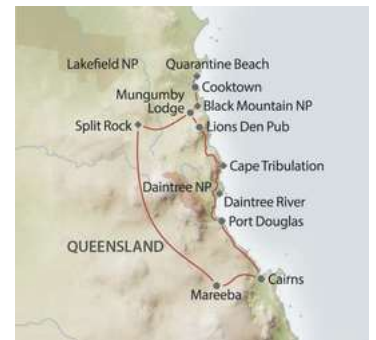 Lakefield NP
Quarantine Beach
Cooktown
Mungumby
Lodge
Black Mountain NP
Split Rock
Lions Den Pub
Cape Tribulation
Daintree NP
Daintree River
Port Douglas
QUEENSLAND
Cairns
Mareeba